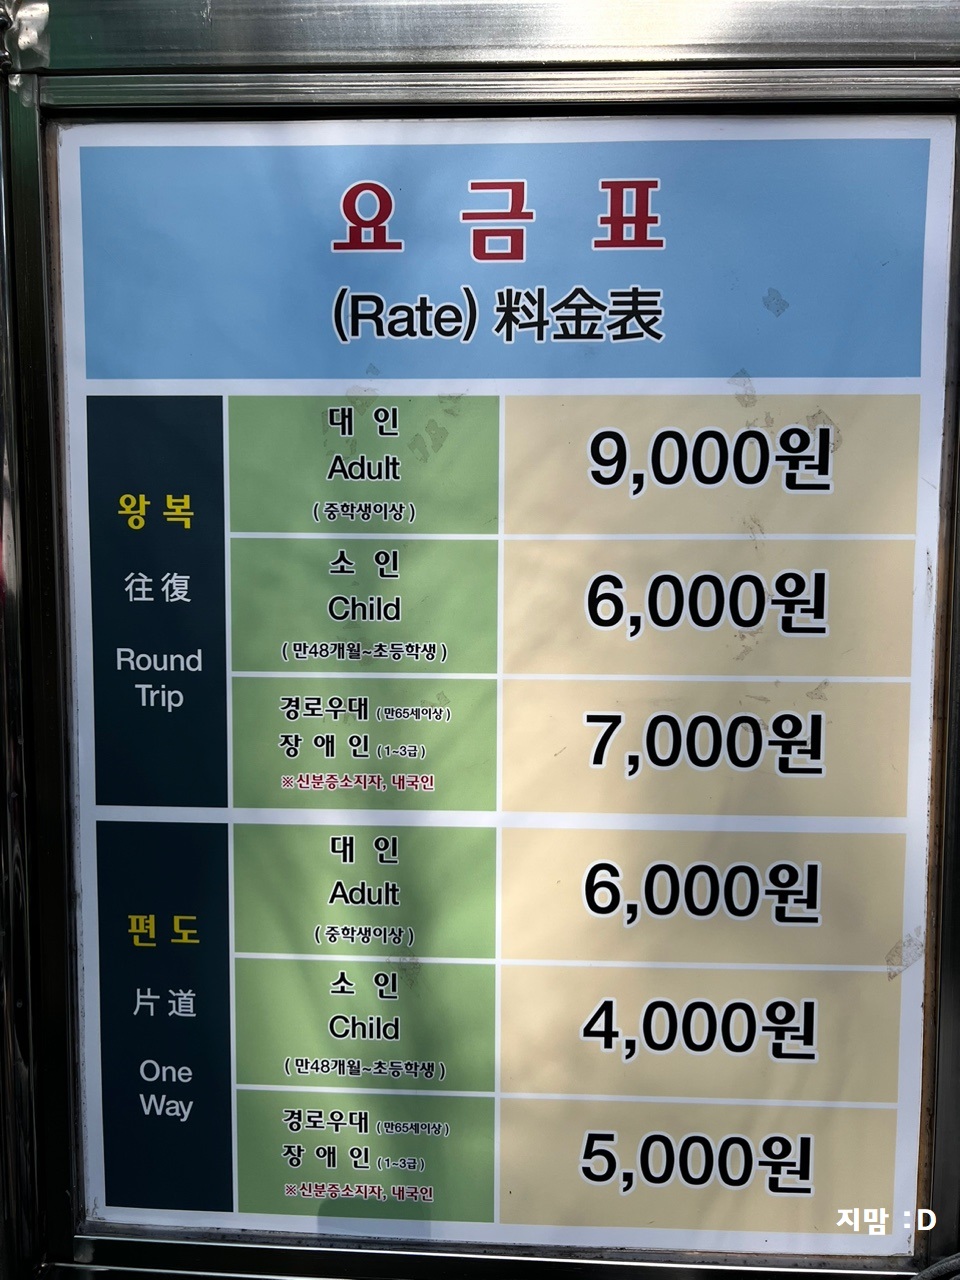 요 금 표
(Rate) 料金表
왕 복
往 復
Round
Trip
대 인
Adult
( 중학생이상 )
9,000원
소 인
Child
( 만48개월~초등학생 )
6,000원
경로우대 ( 만65세이상 )
장 애 인 ( 1~3급 )
※신분증소지자, 내국인
7,000원
편 도
片 道
One
Way
대 인
Adult
( 중학생이상 )
6,000원
소 인
Child
( 만48개월~초등학생 )
4,000원
경로우대 ( 만65세이상 )
장 애 인 ( 1~3급 )
※신분증소지자, 내국인
5,000원
지맘 :D